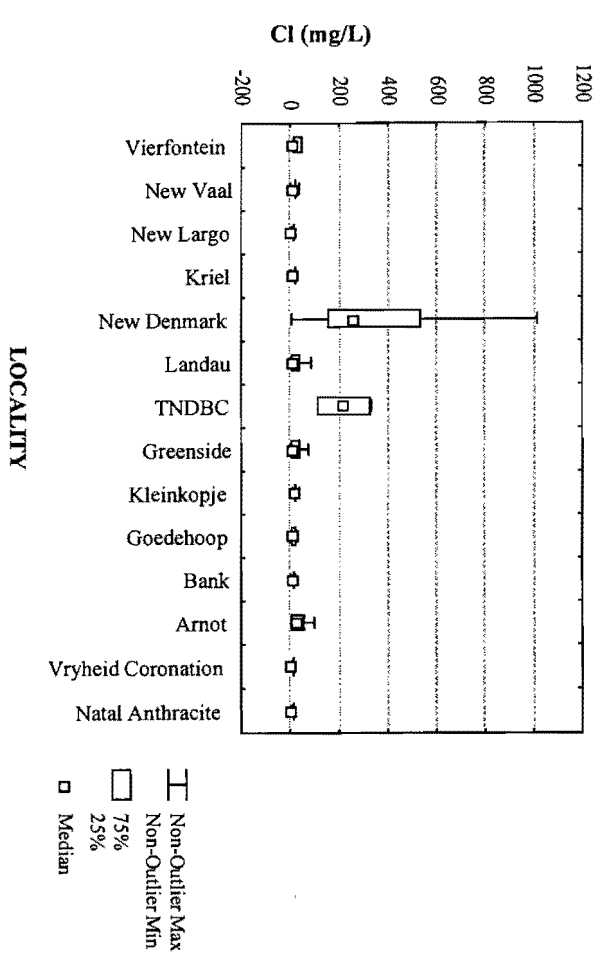 Cl (mg/L)
-200
0
200
400
600
800
1000
1200
Vierfontein
New Vaal
New Largo
Kriel
New Denmark
Landau
TNDBC
Greenside
Kleinkopje
Goedehoop
Bank
Arnot
Vryheid Coronation
Natal Anthracite
LOCALITY
Non-Outlier Max
Non-Outlier Min
75%
25%
Median